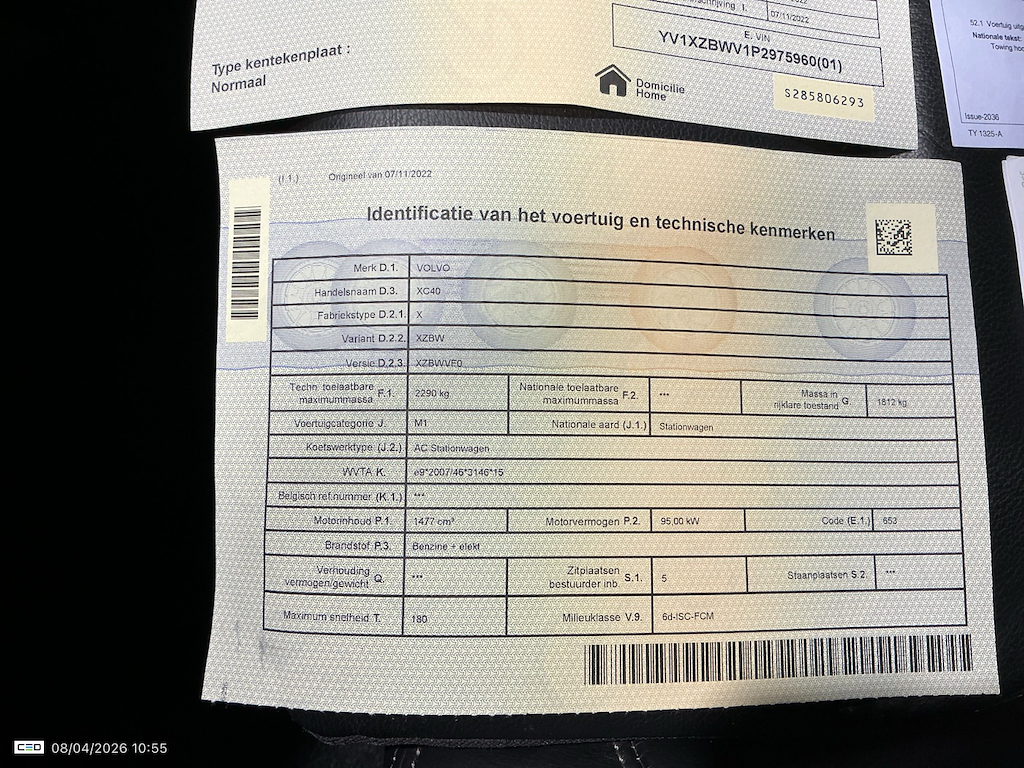 07/11/2022
E. VIN
YV1XZBWV1P2975960(01)
Type kentekenplaat :
Normaal
Domicilie
Home
S285806293
52.1 Voertuig
Nationale tekst:
Towing
Issue-2036
TY 1325-A
(I.1.) Origineel van 07/11/2022
Identificatie van het voertuig en technische kenmerken
Merk D.1. VOLVO
Handelsnaam D.3. XC40
Fabriekstype D.2.1. X
Variant D.2.2. XZBW
Versie D.2.3. XZBWVF0
Techn. toelaatbare maximummassa F.1. 2290 kg Nationale toelaatbare maximummassa F.2. *** Massa in rijklare toestand G. 1812 kg
Voertuigcategorie J. M1 Nationale aard (J.1.) Stationwagen
Koetswerktype (J.2.) AC Stationwagen
WVTA K. e9*2007/46*3146*15
Belgisch ref.nummer (K.1.) ***
Motorinhoud P.1. 1477 cm³ Motorvermogen P.2. 95,00 kW Code (E.1.) 653
Brandstof P.3. Benzine + elekt
Verhouding vermogen/gewicht Q. *** Zitplaatsen bestuurder inb. S.1. 5 Staanplaatsen S.2. ***
Maximum snelheid T. 180 Milieuklasse V.9. 6d-ISC-FCM
CEO 08/04/2026 10:55